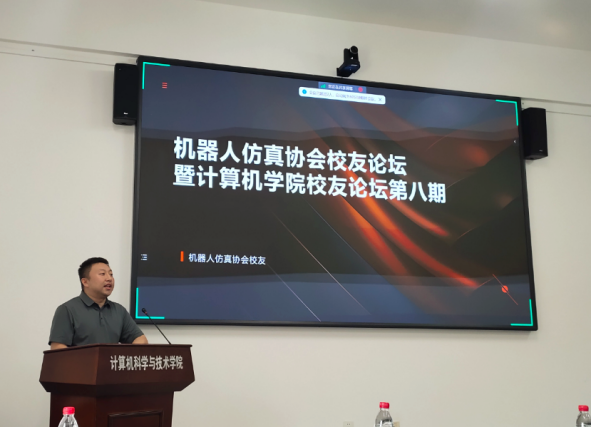 机器人仿真协会校友论坛
暨计算机学院校友论坛第八期
机器人仿真协会校友
计算机科学与技术学院